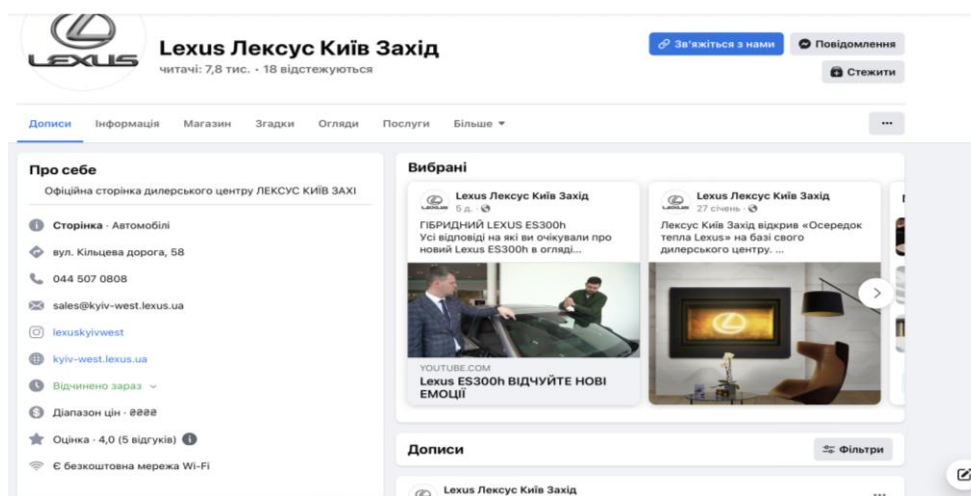 LEXUS
Lexus Лексус Київ Захід
читачі: 7,8 тис. • 18 відстежуються
Зв'яжіться з нами
Повідомлення
Стежити
Дописи
Інформація
Магазин
Згадки
Огляди
Послуги
Більше
Про себе
Офіційна сторінка дилерського центру ЛЕКСУС КИЇВ ЗАХІ
Сторінка · Автомобілі
вул. Кільцева дорога, 58
044 507 0808
sales@kyiv-west.lexus.ua
lexuskyivwest
kyiv-west.lexus.ua
Відчинено зараз
Діапазон цін · ₴₴₴₴
Оцінка · 4,0 (5 відгуків)
Є безкоштовна мережа Wi-Fi
Вибрані
Lexus Лексус Київ Захід
5 д. ·
ГІБРИДНИЙ LEXUS ES300h
Усі відповіді на які ви очікували про
новий Lexus ES300h в огляді...
YOUTUBE.COM
Lexus ES300h ВІДЧУЙТЕ НОВІ
ЕМОЦІЇ
Lexus Лексус Київ Захід
27 січень ·
Лексус Київ Захід відкрив «Осередок
тепла Lexus» на базі свого
дилерського центру. ...
Дописи
Фільтри
Lexus Лексус Київ Захід